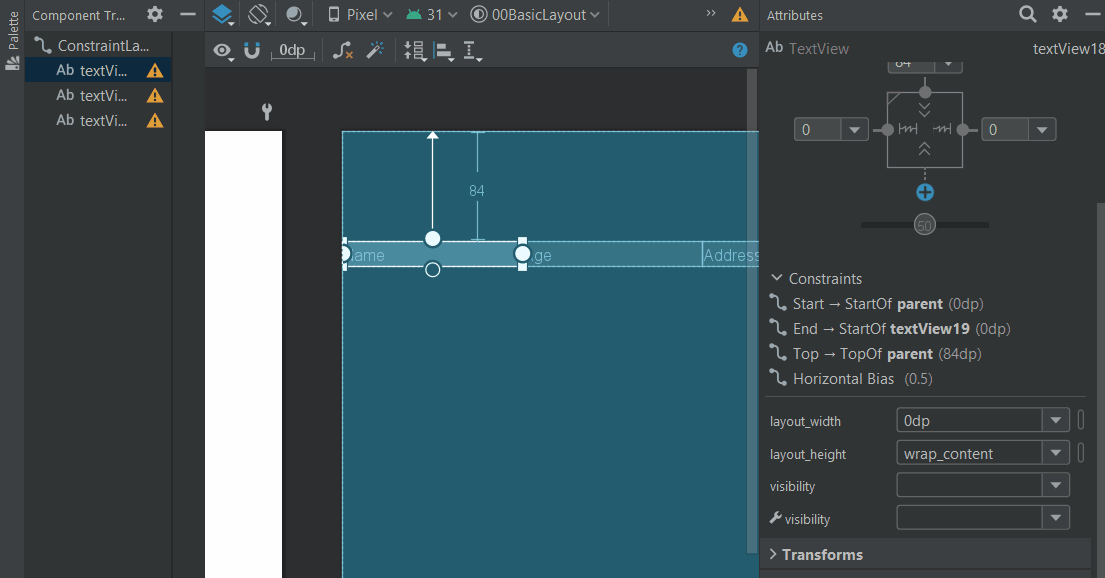 Palette
Component Tr...
ConstraintLa...
Ab textVi...
Ab textVi...
Ab textVi...
Pixel
31
00BasicLayout
0dp
?
84
ame
ge
Address
Attributes
Ab TextView
textView18
84
0
0
50
Constraints
Start → StartOf parent (0dp)
End → StartOf textView19 (0dp)
Top → TopOf parent (84dp)
Horizontal Bias (0.5)
layout_width 0dp
layout_height wrap_content
visibility
visibility
Transforms